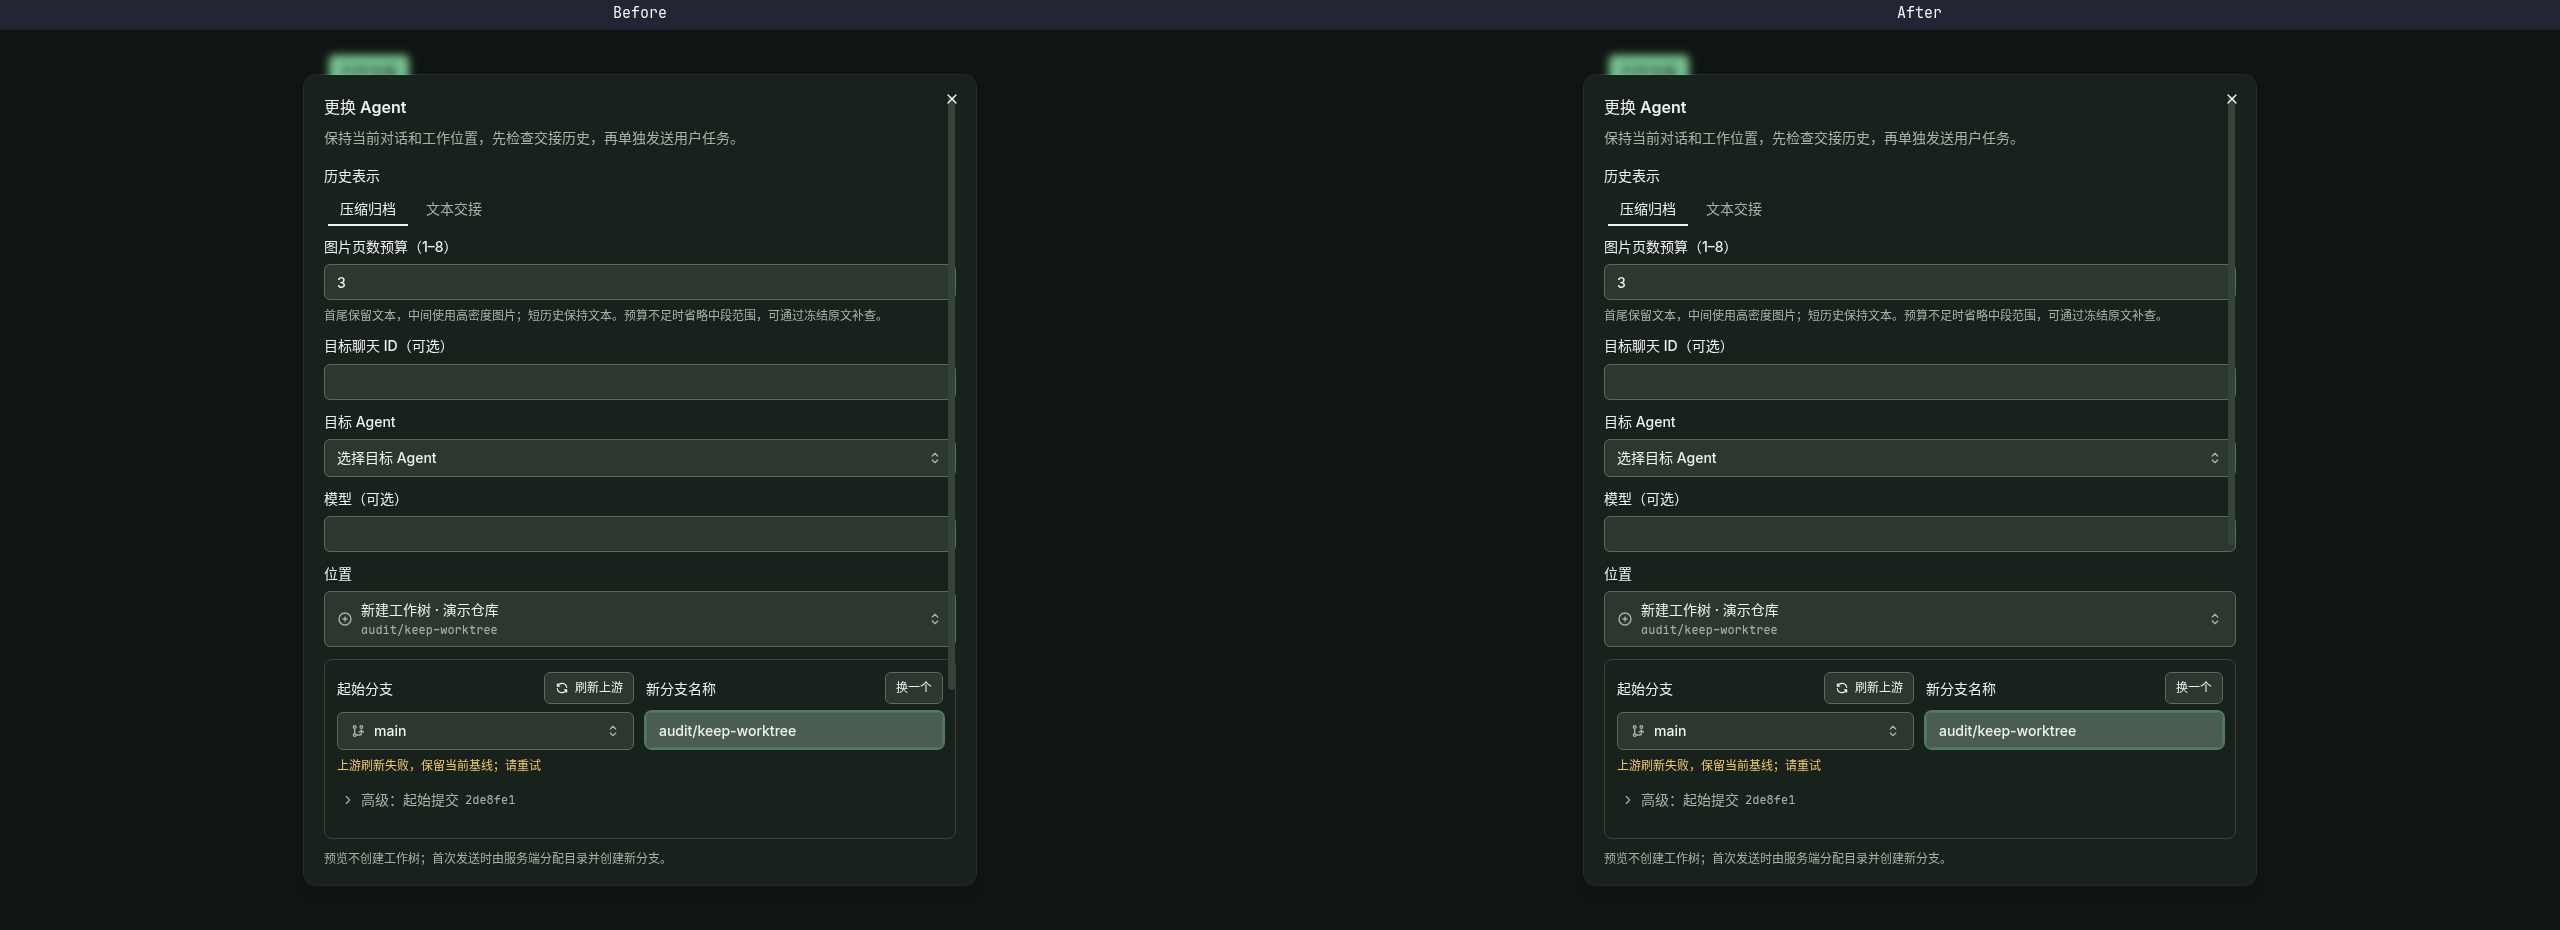 Before
更换 Agent
保持当前对话和工作位置，先检查交接历史，再单独发送用户任务。
历史表示
压缩归档 文本交接
图片页数预算（1–8）
3
首尾保留文本，中间使用高密度图片；短历史保持文本。预算不足时省略中段范围，可通过冻结原文补查。
目标聊天 ID（可选）
目标 Agent
选择目标 Agent
模型（可选）
位置
新建工作树 · 演示仓库
audit/keep-worktree
起始分支 刷新上游 新分支名称 换一个
main audit/keep-worktree
上游刷新失败，保留当前基线；请重试
高级：起始提交 2de8fe1
预览不创建工作树；首次发送时由服务端分配目录并创建新分支。
After
更换 Agent
保持当前对话和工作位置，先检查交接历史，再单独发送用户任务。
历史表示
压缩归档 文本交接
图片页数预算（1–8）
3
首尾保留文本，中间使用高密度图片；短历史保持文本。预算不足时省略中段范围，可通过冻结原文补查。
目标聊天 ID（可选）
目标 Agent
选择目标 Agent
模型（可选）
位置
新建工作树 · 演示仓库
audit/keep-worktree
起始分支 刷新上游 新分支名称 换一个
main audit/keep-worktree
上游刷新失败，保留当前基线；请重试
高级：起始提交 2de8fe1
预览不创建工作树；首次发送时由服务端分配目录并创建新分支。